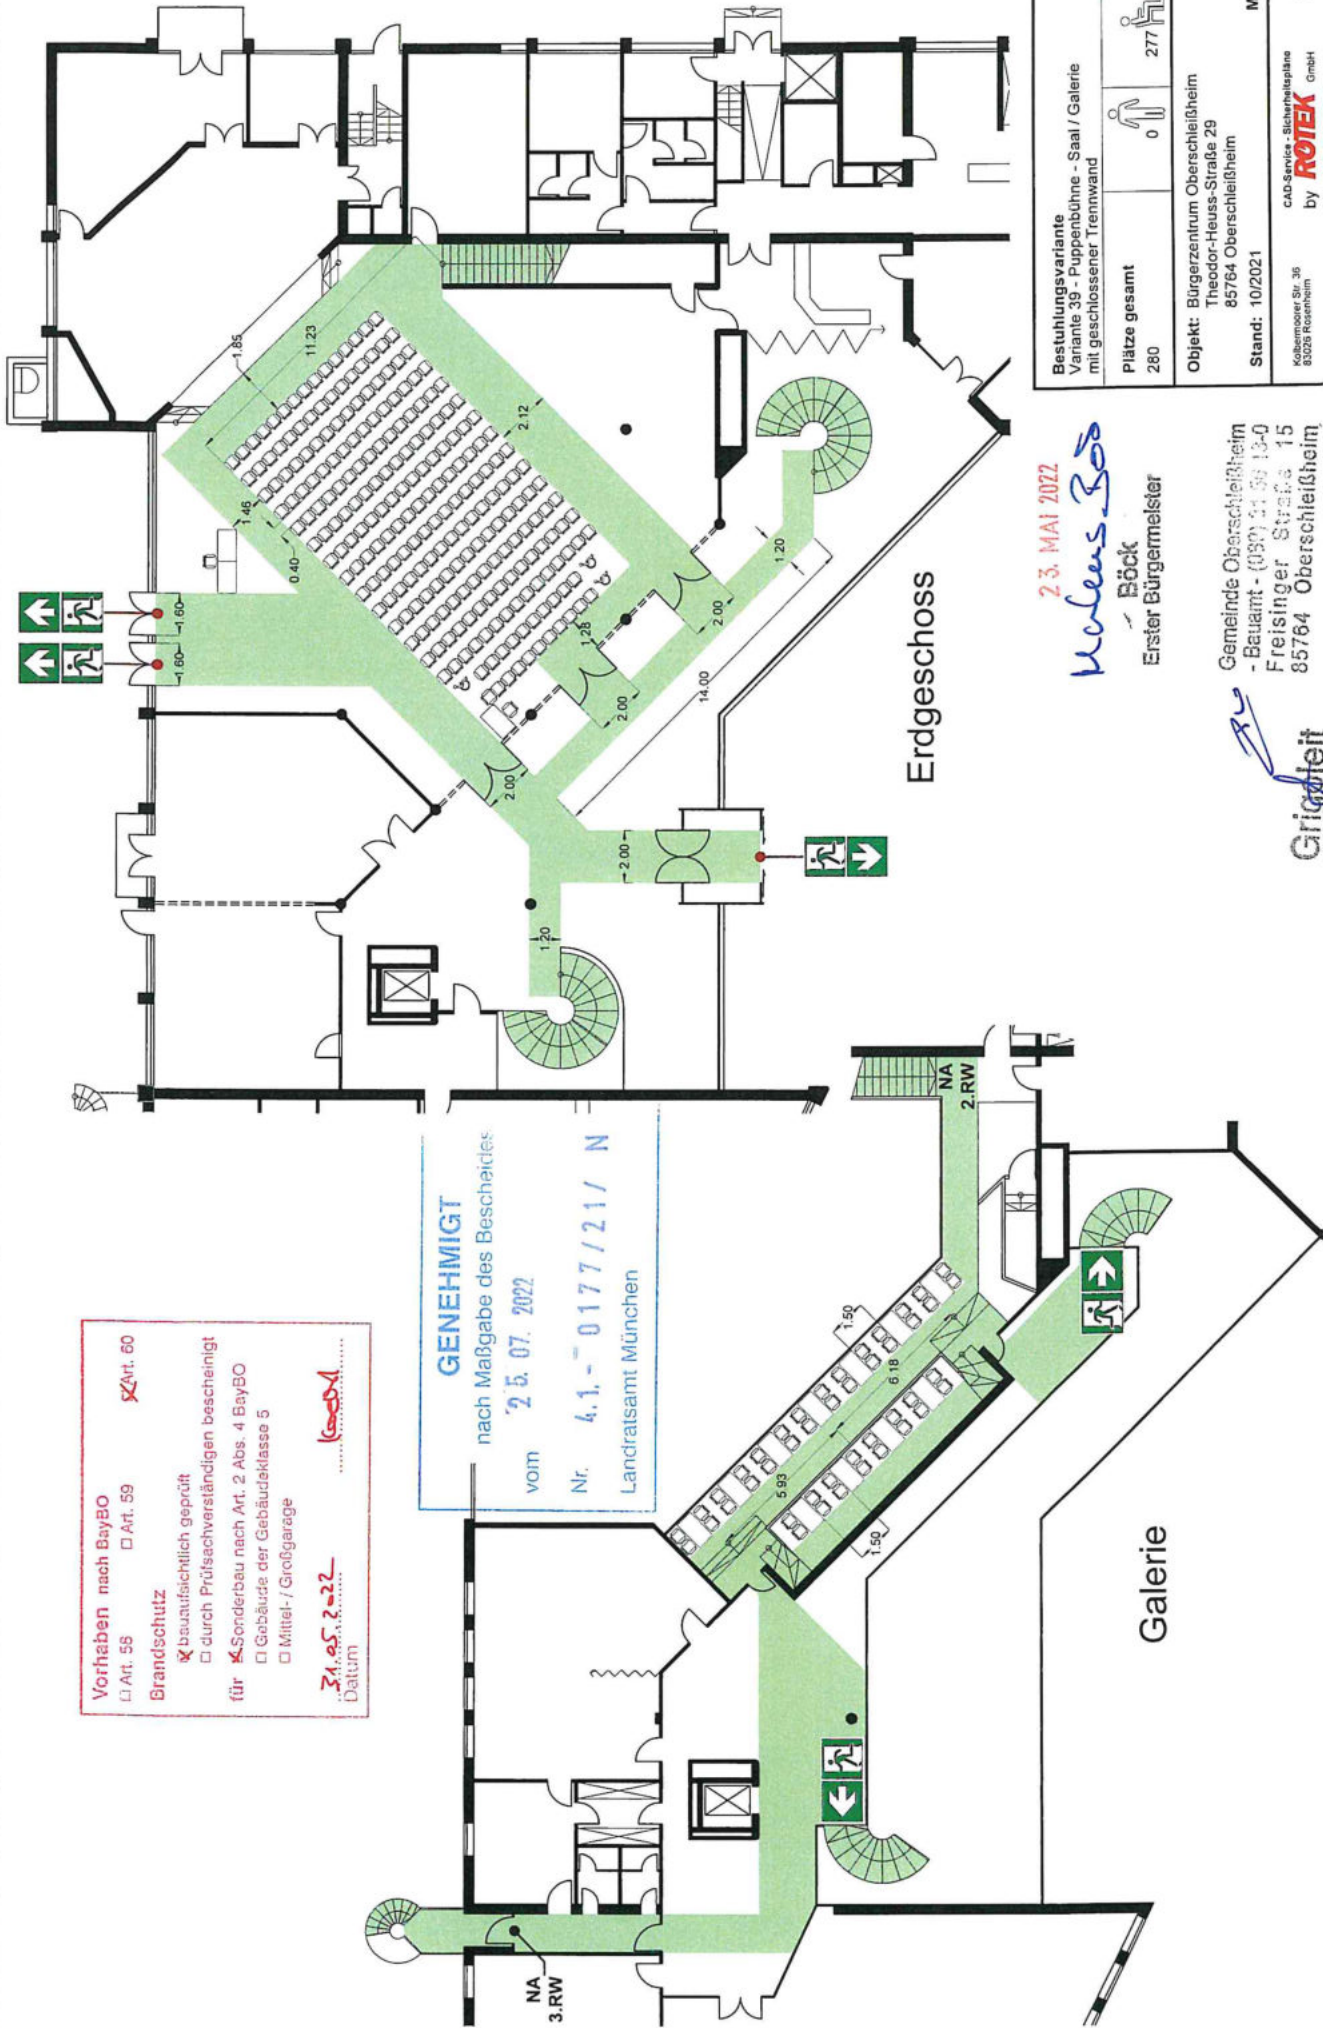 Vorhaben nach BayBO
☐ Art. 58 ☐ Art. 59 ☒ Art. 60
Brandschutz
☒ bauaufsichtlich geprüft
☐ durch Prüfsachverständigen bescheinigt
für ☒ Sonderbau nach Art. 2 Abs. 4 BayBO
☐ Gebäude der Gebäudeklasse 5
☐ Mittel- / Großgarage
31.05.2022
Datum
GENEHMIGT
nach Maßgabe des Bescheides
vom 25. 07. 2022
Nr. 4.1.- 0177/21/ N
Landratsamt München
NA
3.RW
NA
2.RW
5.93
6.18
1.50
1.50
Galerie
1.60
1.60
1.46
0.40
1.85
11.23
2.12
1.28
2.00
2.00
2.00
2.00
1.20
1.20
14.00
Erdgeschoss
23. MAI 2022
Böck
Erster Bürgermeister
Gemeinde Oberschleißheim
- Bauamt -
Freisinger Straße 15
85764 Oberschleißheim
Bestuhlungsvariante
Variante 39 - Puppenbühne - Saal / Galerie
mit geschlossener Trennwand
Plätze gesamt
280
0
277
Objekt: Bürgerzentrum Oberschleißheim
Theodor-Heuss-Straße 29
85764 Oberschleißheim
Stand: 10/2021
M
Kolbermoorer Str. 36
83026 Rosenheim
CAD-Service - Sicherheitspläne
by ROTEK GmbH